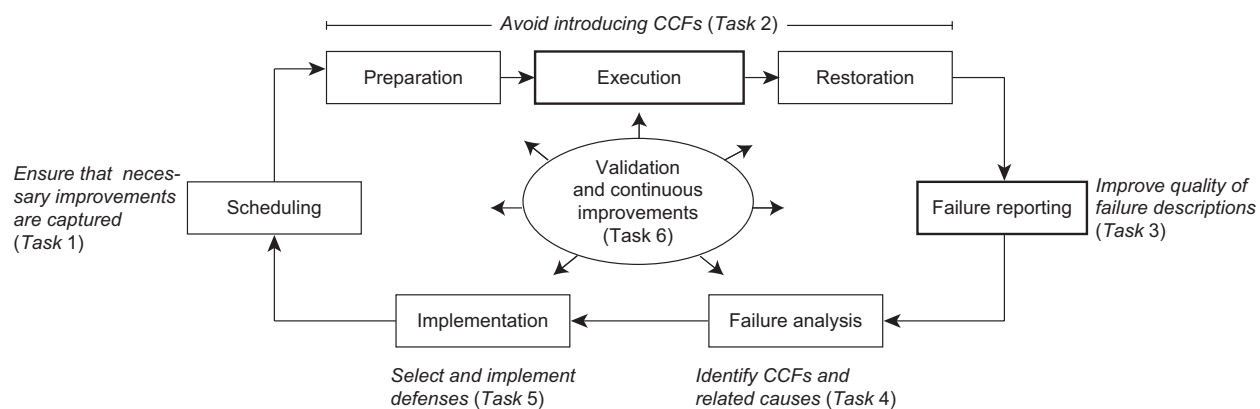 Avoid introducing CCFs (Task 2)
Preparation
Execution
Restoration
Ensure that neces-
sary improvements
are captured
(Task 1)
Scheduling
Validation
and continuous
improvements
(Task 6)
Failure reporting
Improve quality of
failure descriptions
(Task 3)
Implementation
Failure analysis
Select and implement
defenses (Task 5)
Identify CCFs and
related causes (Task 4)